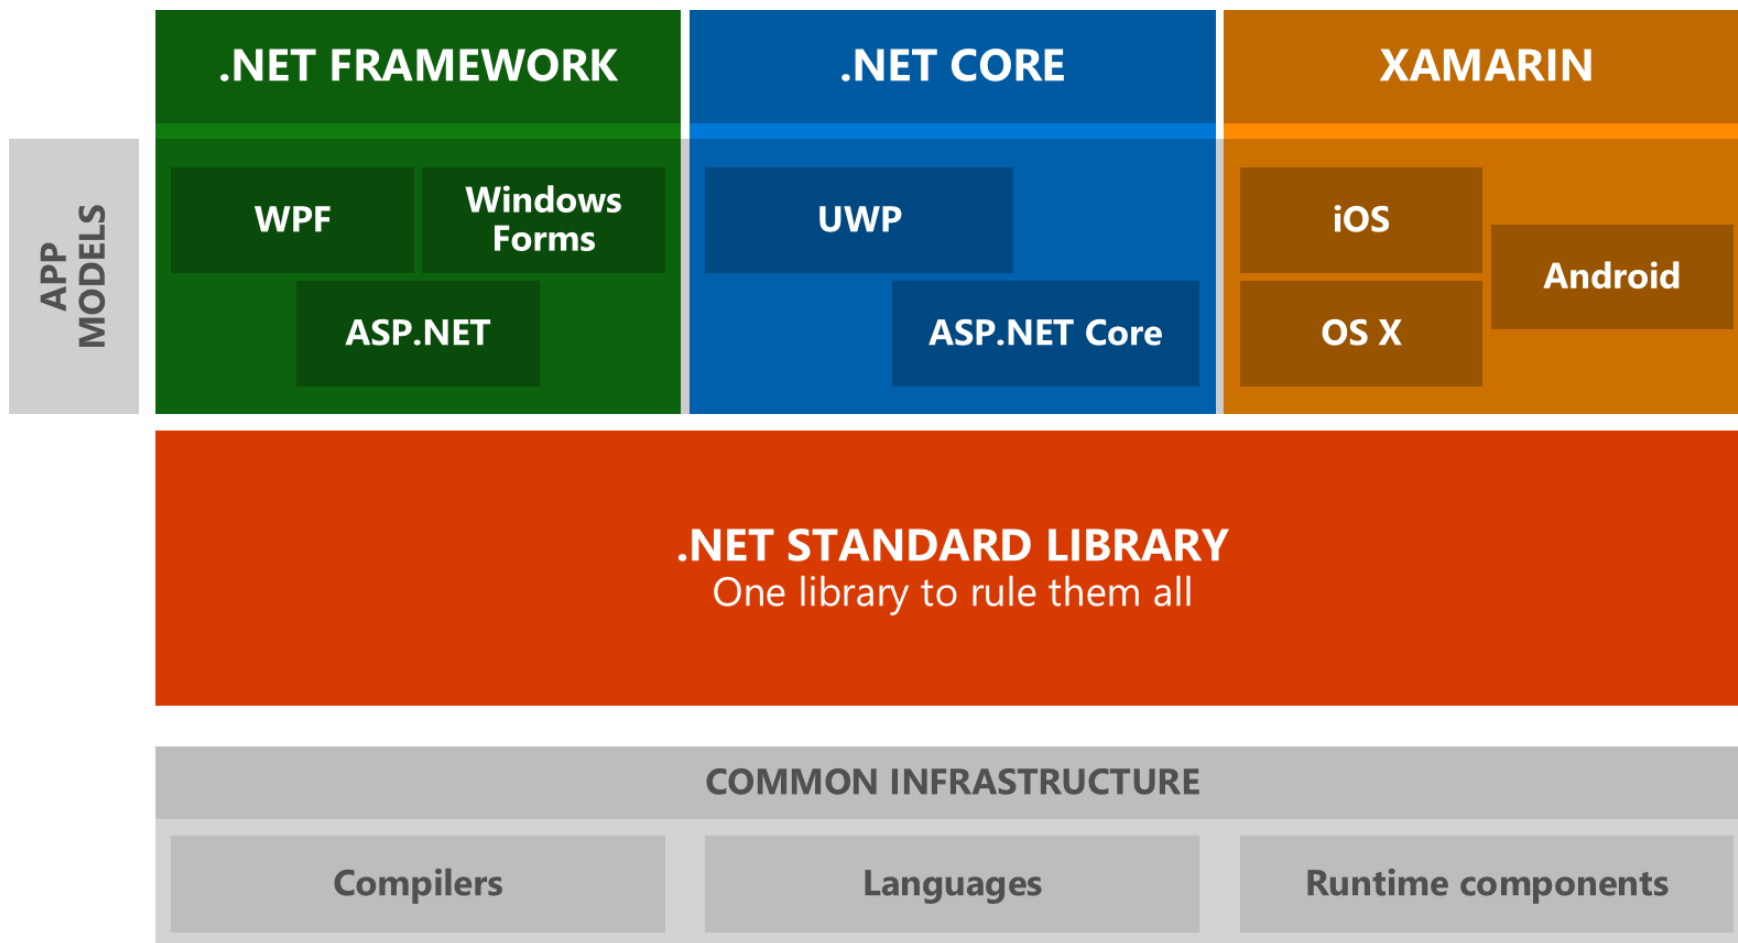 .NET FRAMEWORK
.NET CORE
XAMARIN
APP
MODELS
WPF
Windows
Forms
ASP.NET
UWP
ASP.NET Core
iOS
OS X
Android
.NET STANDARD LIBRARY
One library to rule them all
COMMON INFRASTRUCTURE
Compilers
Languages
Runtime components